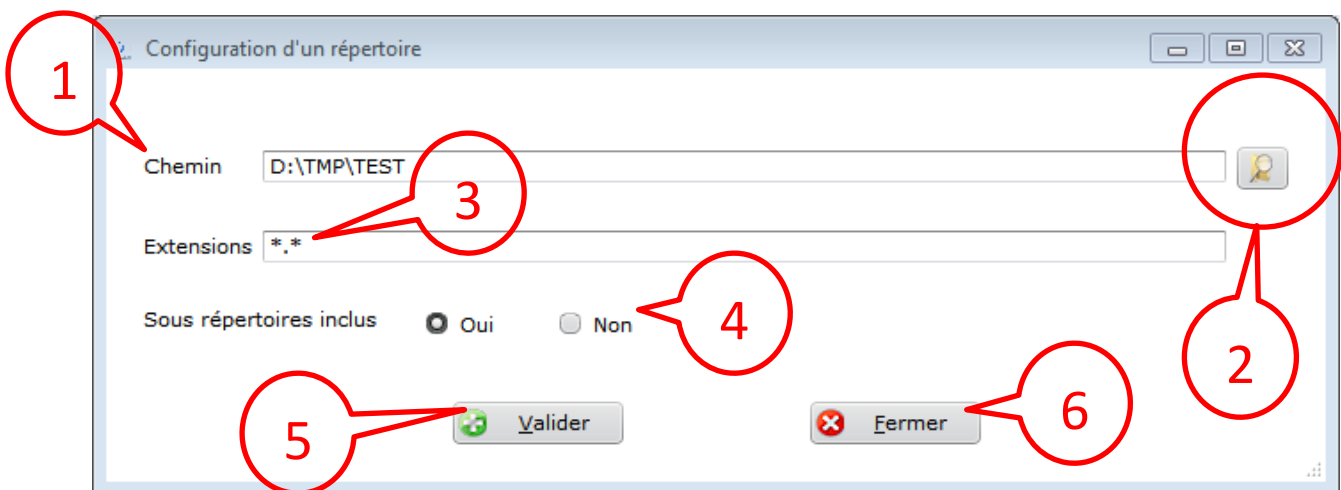 Configuration d'un répertoire
1
Chemin D:\TMP\TEST
3
Extensions *.*
Sous répertoires inclus Oui Non
4
2
5
Valider
Fermer
6